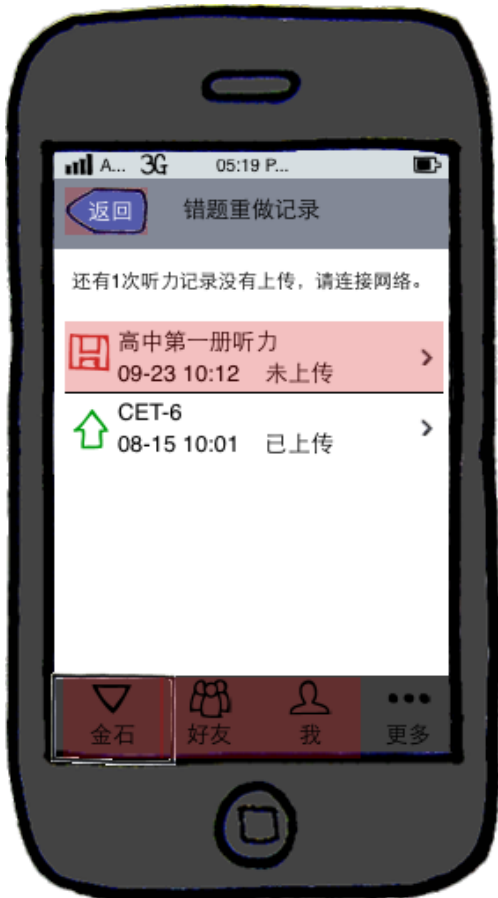 A... 3G 05:19 P...
返回 错题重做记录
还有1次听力记录没有上传，请连接网络。
高中第一册听力
09-23 10:12 未上传
CET-6
08-15 10:01 已上传
金石 好友 我 更多